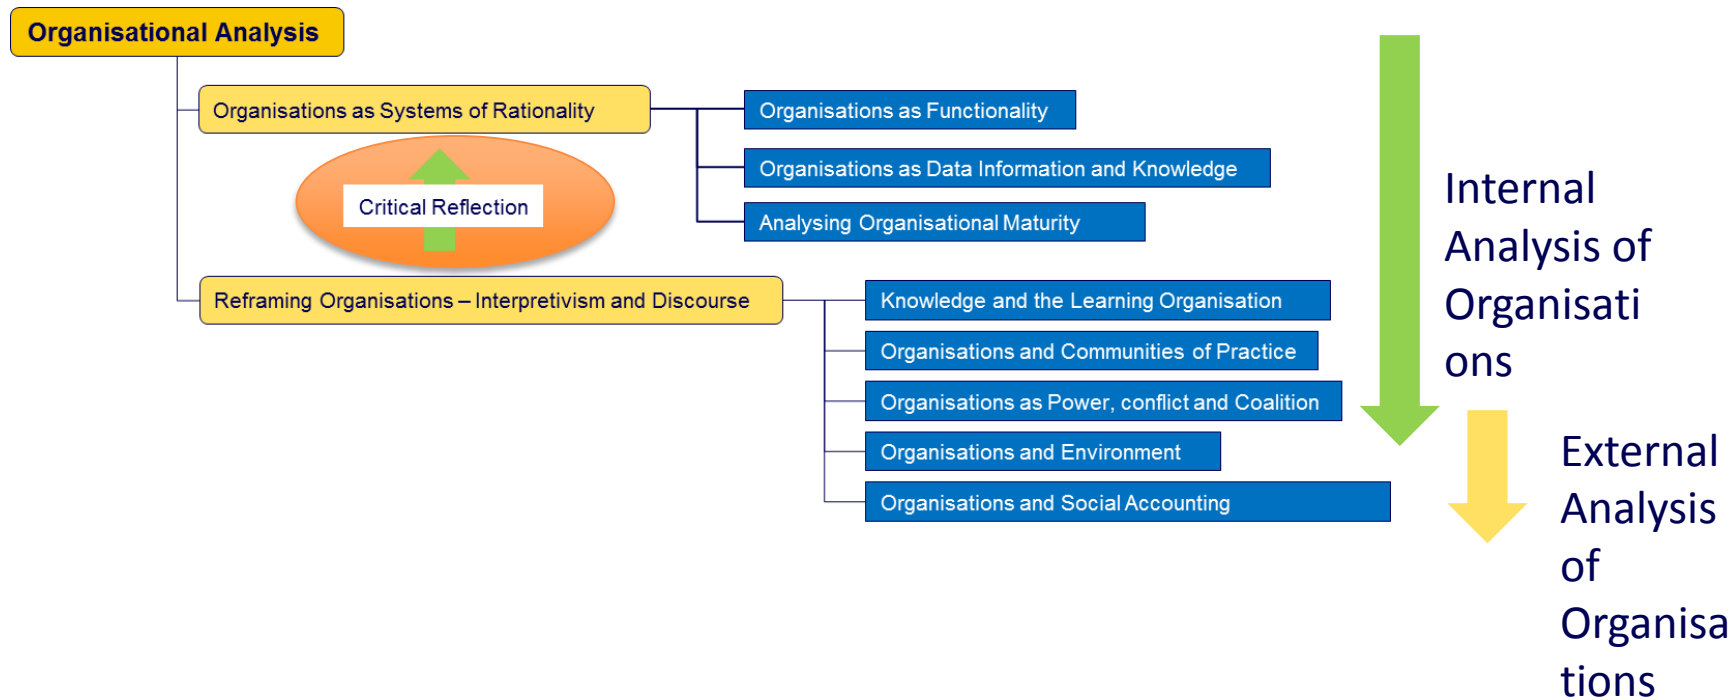 Organisational Analysis
Organisations as Systems of Rationality
Organisations as Functionality
Organisations as Data Information and Knowledge
Critical Reflection
Analysing Organisational Maturity
Reframing Organisations – Interpretivism and Discourse
Knowledge and the Learning Organisation
Organisations and Communities of Practice
Organisations as Power, conflict and Coalition
Organisations and Environment
Organisations and Social Accounting
Internal
Analysis of
Organisati
ons
External
Analysis
of
Organisa
tions